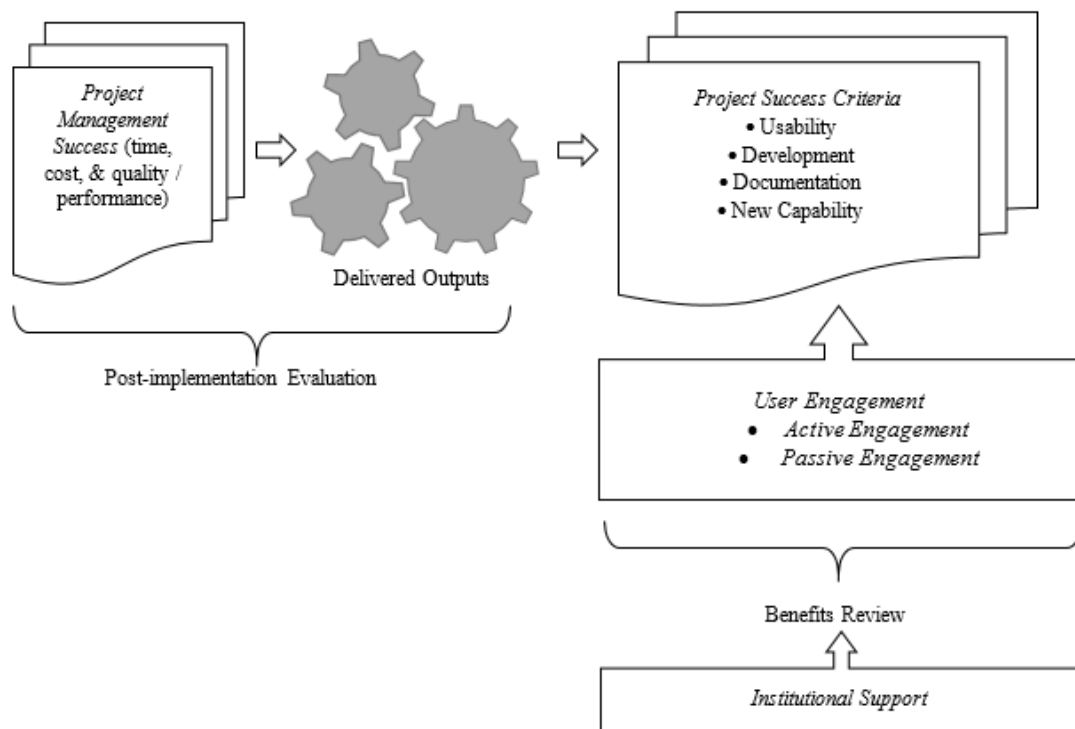 Project
Management
Success (time,
cost, & quality /
performance)
Delivered Outputs
Post-implementation Evaluation
Project Success Criteria
• Usability
• Development
• Documentation
• New Capability
User Engagement
• Active Engagement
• Passive Engagement
Benefits Review
Institutional Support